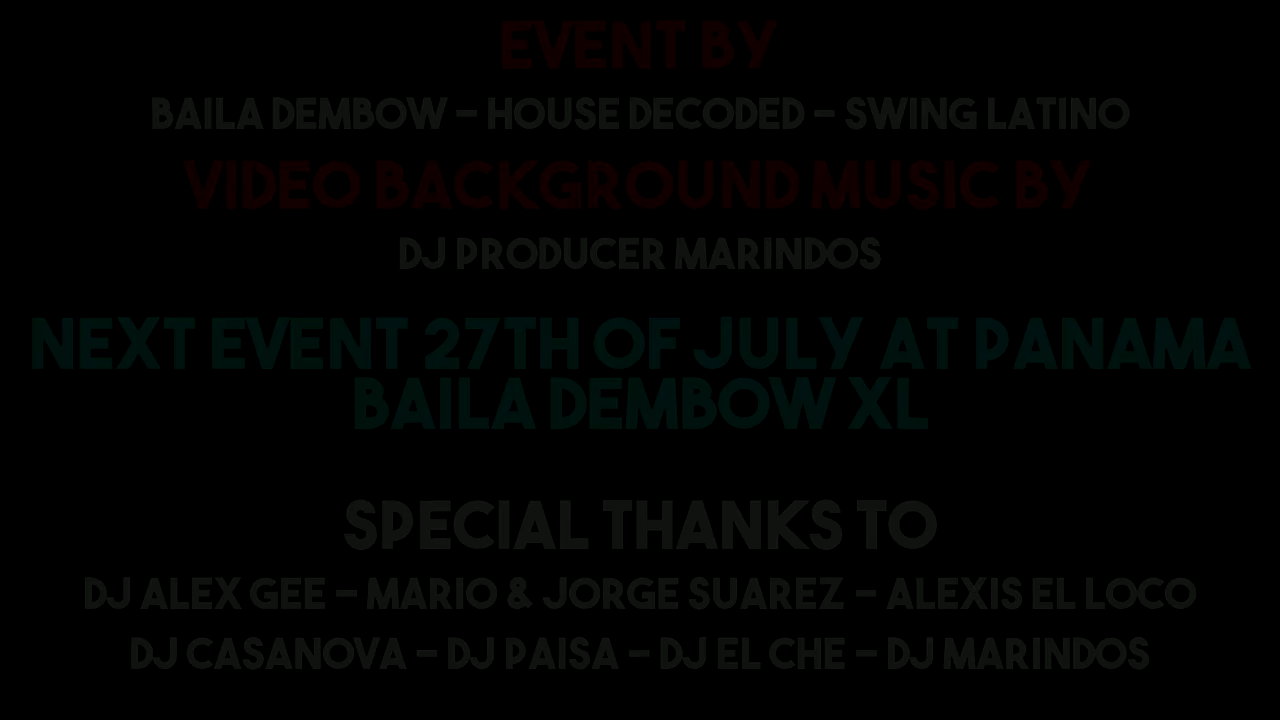 EVENT BY
BAILA DEMBOW - HOUSE DECODED - SWING LATINO
VIDEO BACKGROUND MUSIC BY
DJ PRODUCER MARINDOS
NEXT EVENT 27TH OF JULY AT PANAMA
BAILA DEMBOW XL
SPECIAL THANKS TO
DJ ALEX GEE - MARIO & JORGE SUAREZ - ALEXIS EL LOCO
DJ CASANOVA - DJ PAISA - DJ EL CHE - DJ MARINDOS